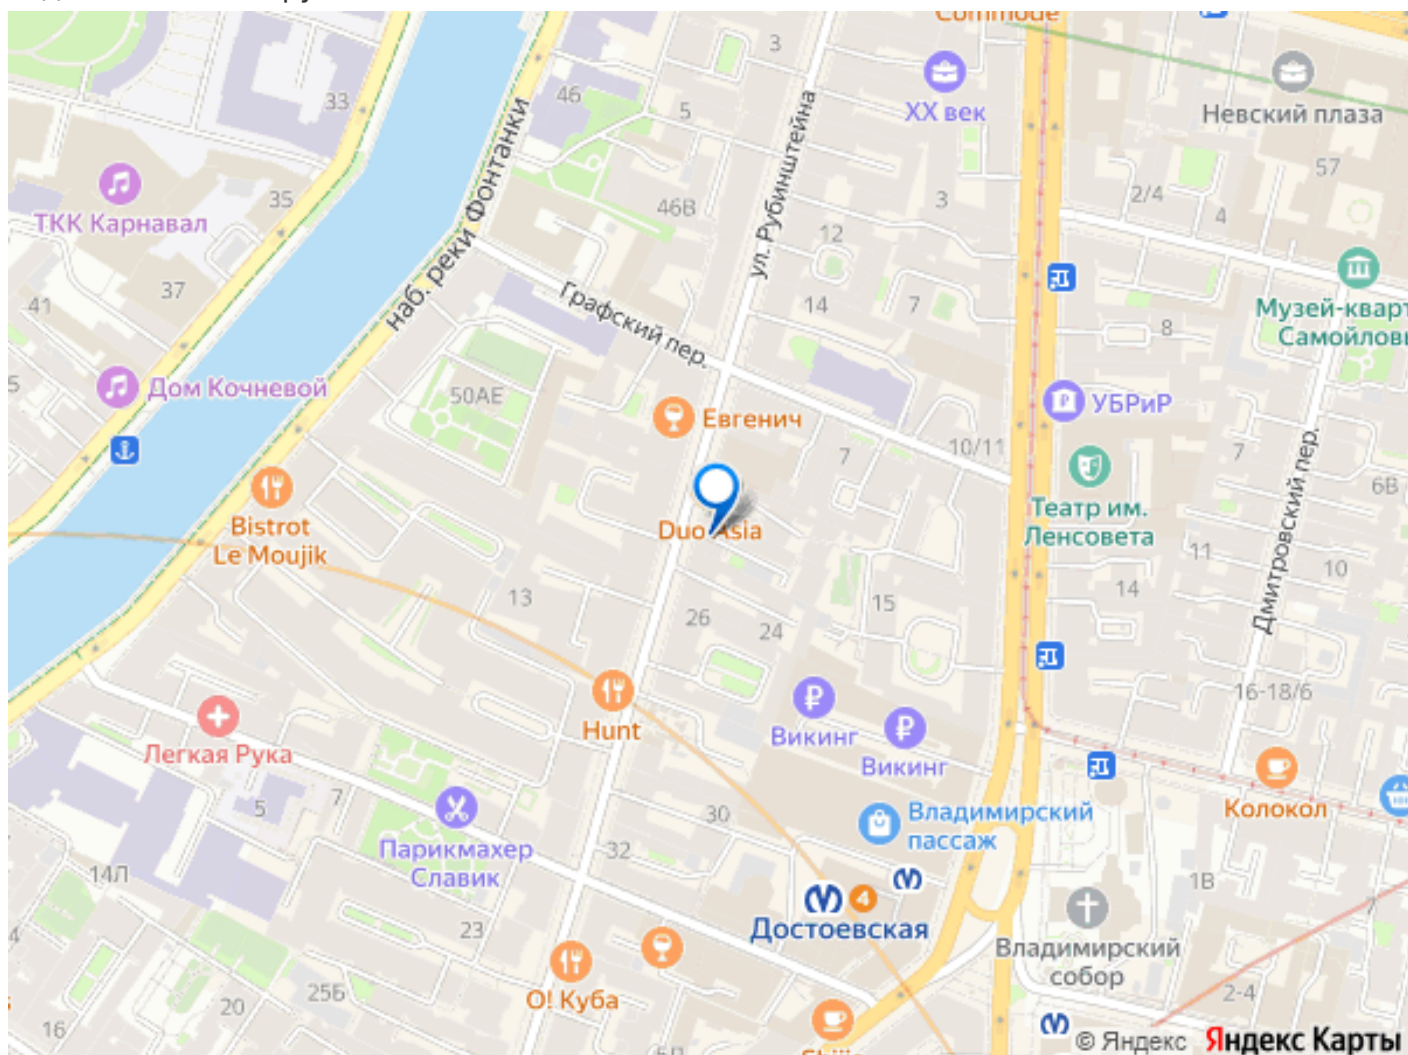 Commode
3
XX век
Невский плаза
46
33
5
57
ТКК Карнавал
35
наб. реки Фонтанки
46В
ул. Рубинштейна
3
2/4
4
12
41
37
Графский пер.
14
7
8
Музей-кварт
Самойловы
5
Дом Кочневой
50АЕ
Евгенич
УБРиР
7
10/11
7
6В
Bistrot
Le Moujik
Duo Asia
Театр им.
Ленсовета
Дмитровский пер.
11
10
13
15
14
26
24
16-18/6
Hunt
Викинг
Викинг
Легкая Рука
5
7
Колокол
30
Владимирский
пассаж
Парикмахер
Славик
32
14Л
1В
4
Достоевская
7
23
Владимирский
собор
О! Куба
25Б
20
2-4
16
© Яндекс Яндекс Карты